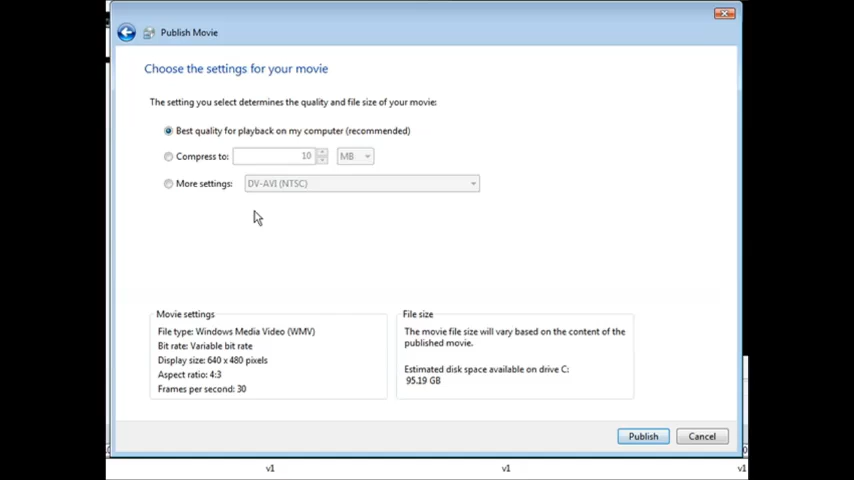 Publish Movie
Choose the settings for your movie
The setting you select determines the quality and file size of your movie:
Best quality for playback on my computer (recommended)
Compress to: 10 MB
More settings: DV-AVI (NTSC)
Movie settings
File type: Windows Media Video (WMV)
Bit rate: Variable bit rate
Display size: 640 x 480 pixels
Aspect ratio: 4:3
Frames per second: 30
File size
The movie file size will vary based on the content of the
published movie.
Estimated disk space available on drive C:
95.19 GB
Publish Cancel
v1 v1 v1